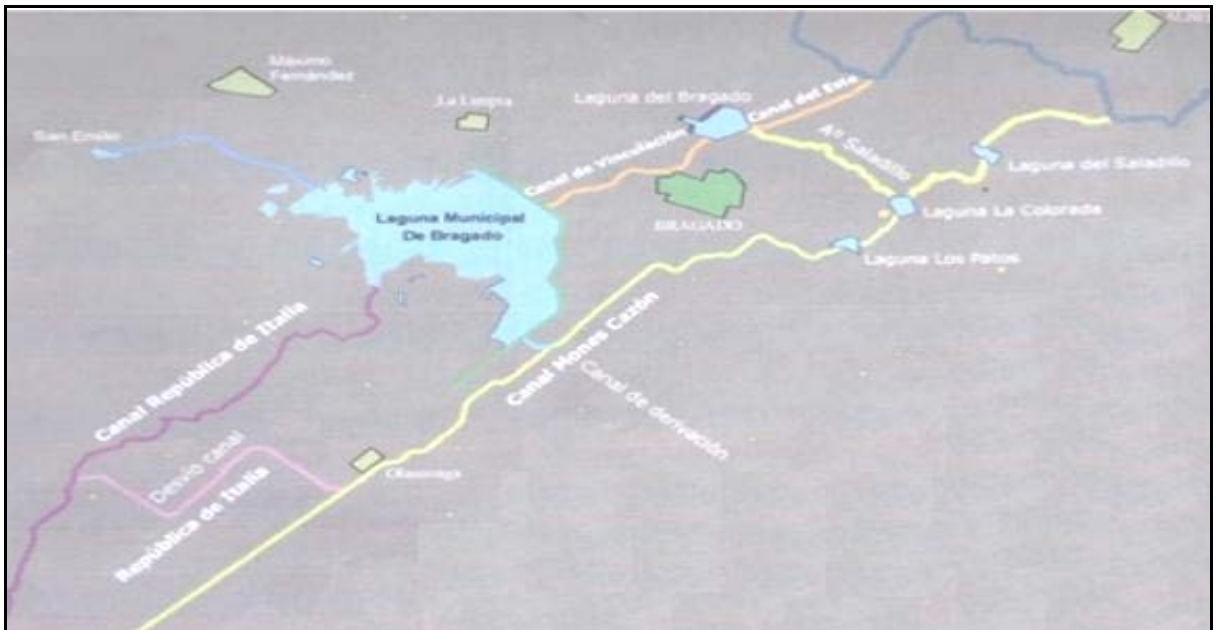 Máximo
Fernández
La Limpia
Laguna del Bragado
Canal del Este
San Emilio
Canal de Vinculación
Aº Saladillo
Laguna del Saladillo
Laguna Municipal
De Bragado
BRAGADO
Laguna La Colorada
Laguna Los Patos
Canal República de Italia
Canal Mones Cazón
Canal de derivación
Desvío canal
República de Italia
Olascoaga